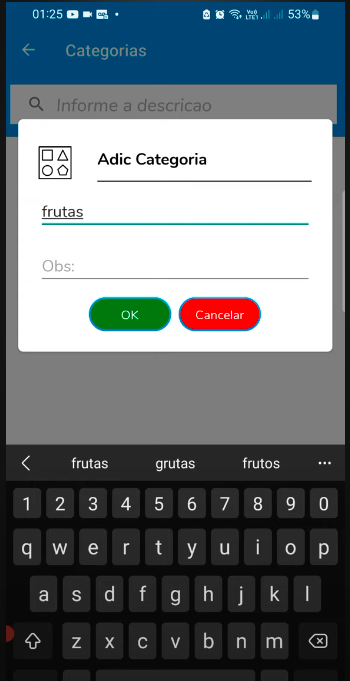 01:25 53%
Categorias
Informe a descricao
Adic Categoria
frutas
Obs:
OK Cancelar
frutas grutas frutos
1 2 3 4 5 6 7 8 9 0
q w e r t y u i o p
a s d f g h j k l
z x c v b n m